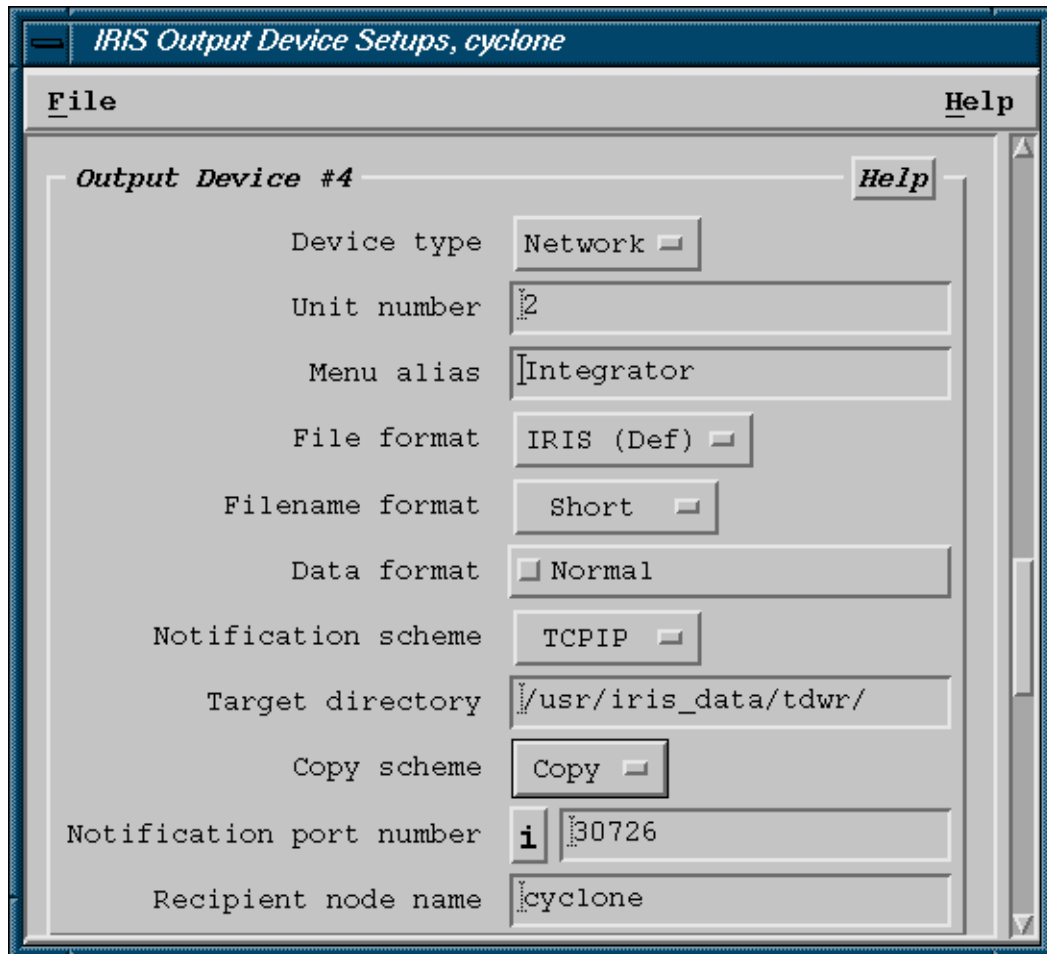 IRIS Output Device Setups, cyclone
File Help
Output Device #4 Help
Device type Network
Unit number 2
Menu alias Integrator
File format IRIS (Def)
Filename format Short
Data format Normal
Notification scheme TCPIP
Target directory /usr/iris_data/tdwr/
Copy scheme Copy
Notification port number i 30726
Recipient node name cyclone